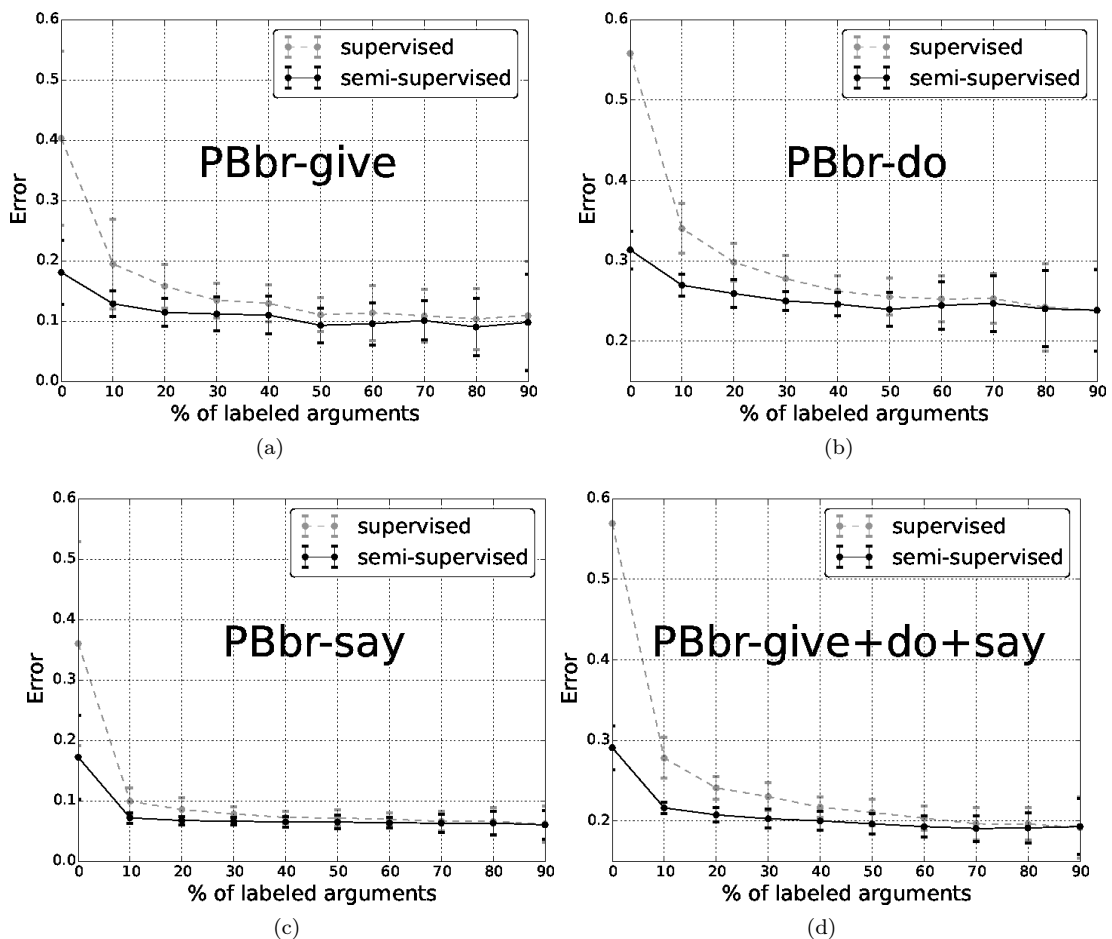 0.6
0.5
0.4
0.3
0.2
0.1
0.0
Error
supervised
semi-supervised
PBbr-give
0 10 20 30 40 50 60 70 80 90
% of labeled arguments
(a)
0.6
0.5
0.4
0.3
0.2
Error
supervised
semi-supervised
PBbr-do
0 10 20 30 40 50 60 70 80 90
% of labeled arguments
(b)
0.6
0.5
0.4
0.3
0.2
0.1
0.0
Error
supervised
semi-supervised
PBbr-say
0 10 20 30 40 50 60 70 80 90
% of labeled arguments
(c)
0.6
0.5
0.4
0.3
0.2
Error
supervised
semi-supervised
PBbr-give+do+say
0 10 20 30 40 50 60 70 80 90
% of labeled arguments
(d)